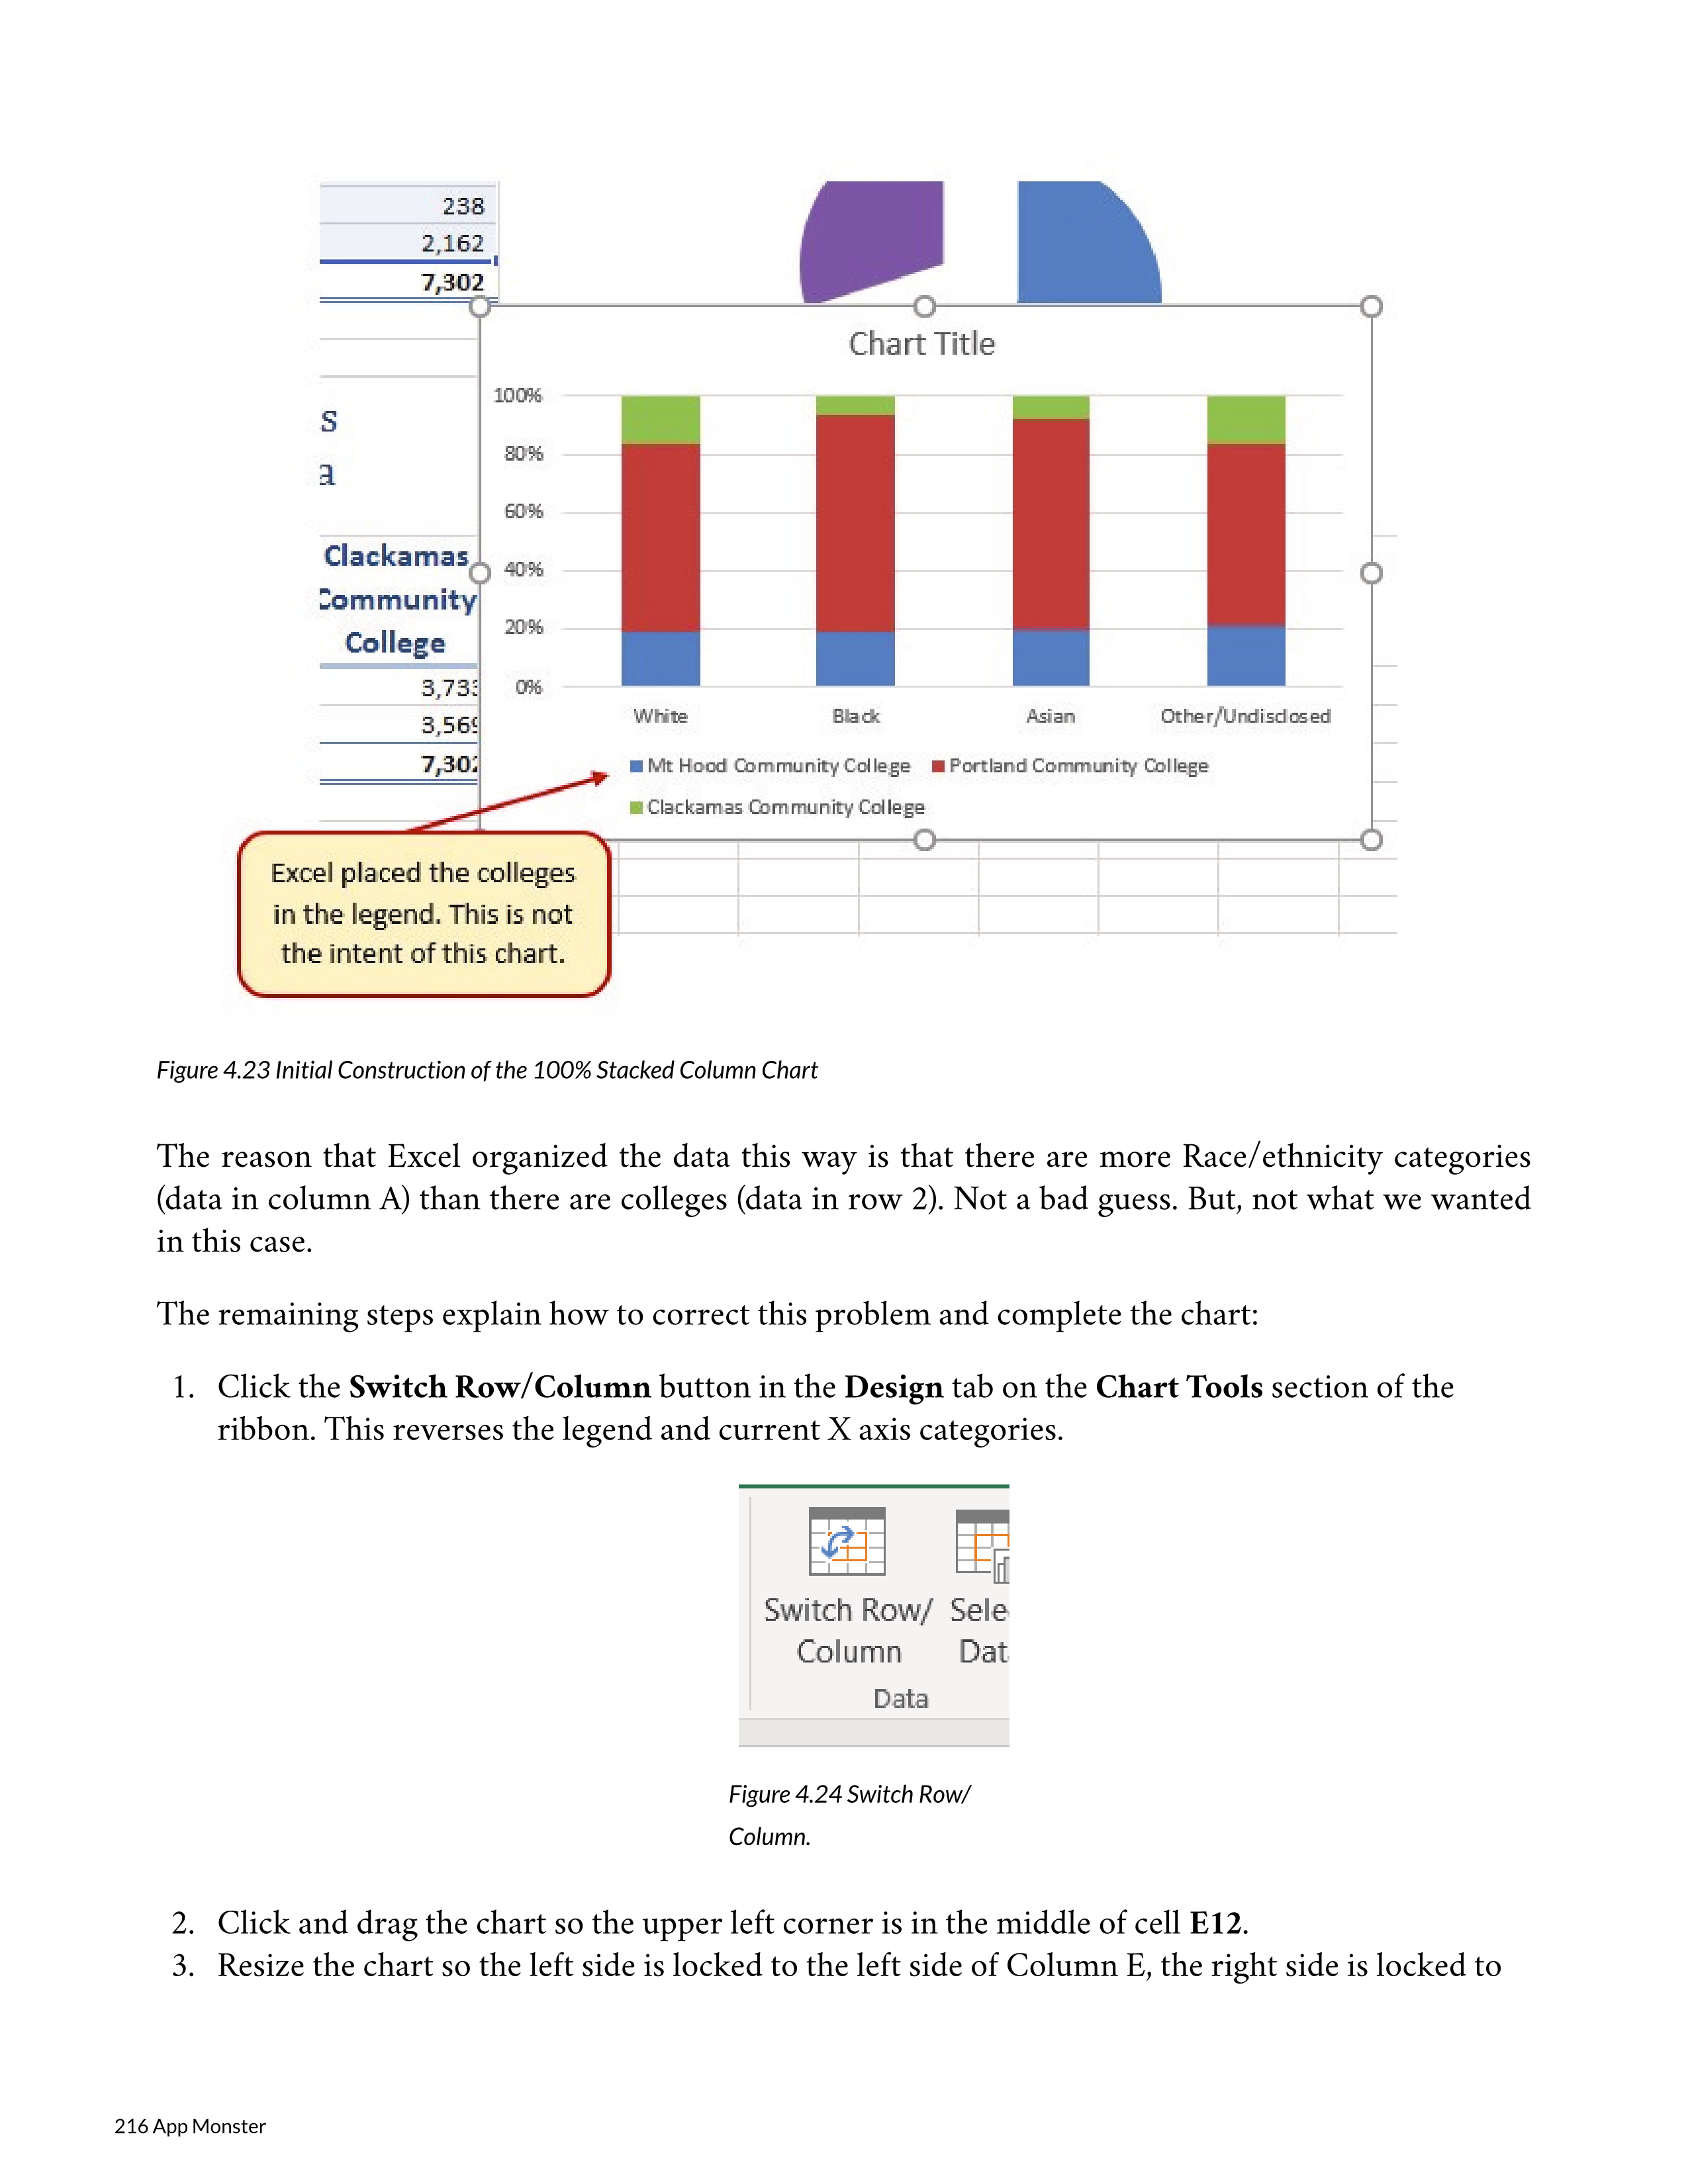 238
2,162
7,302
s
a
Clackamas
Community
College
3,733
3,569
7,302
Chart Title
100%
80%
60%
40%
20%
0%
White Black Asian Other/Undisclosed
Mt Hood Community College Portland Community College
Clackamas Community College
Excel placed the colleges
in the legend. This is not
the intent of this chart.
Figure 4.23 Initial Construction of the 100% Stacked Column Chart
The reason that Excel organized the data this way is that there are more Race/ethnicity categories
(data in column A) than there are colleges (data in row 2). Not a bad guess. But, not what we wanted
in this case.
The remaining steps explain how to correct this problem and complete the chart:
1. Click the Switch Row/Column button in the Design tab on the Chart Tools section of the
ribbon. This reverses the legend and current X axis categories.
Switch Row/ Sele
Column Dat
Data
Figure 4.24 Switch Row/
Column.
2. Click and drag the chart so the upper left corner is in the middle of cell E12.
3. Resize the chart so the left side is locked to the left side of Column E, the right side is locked to
216 App Monster